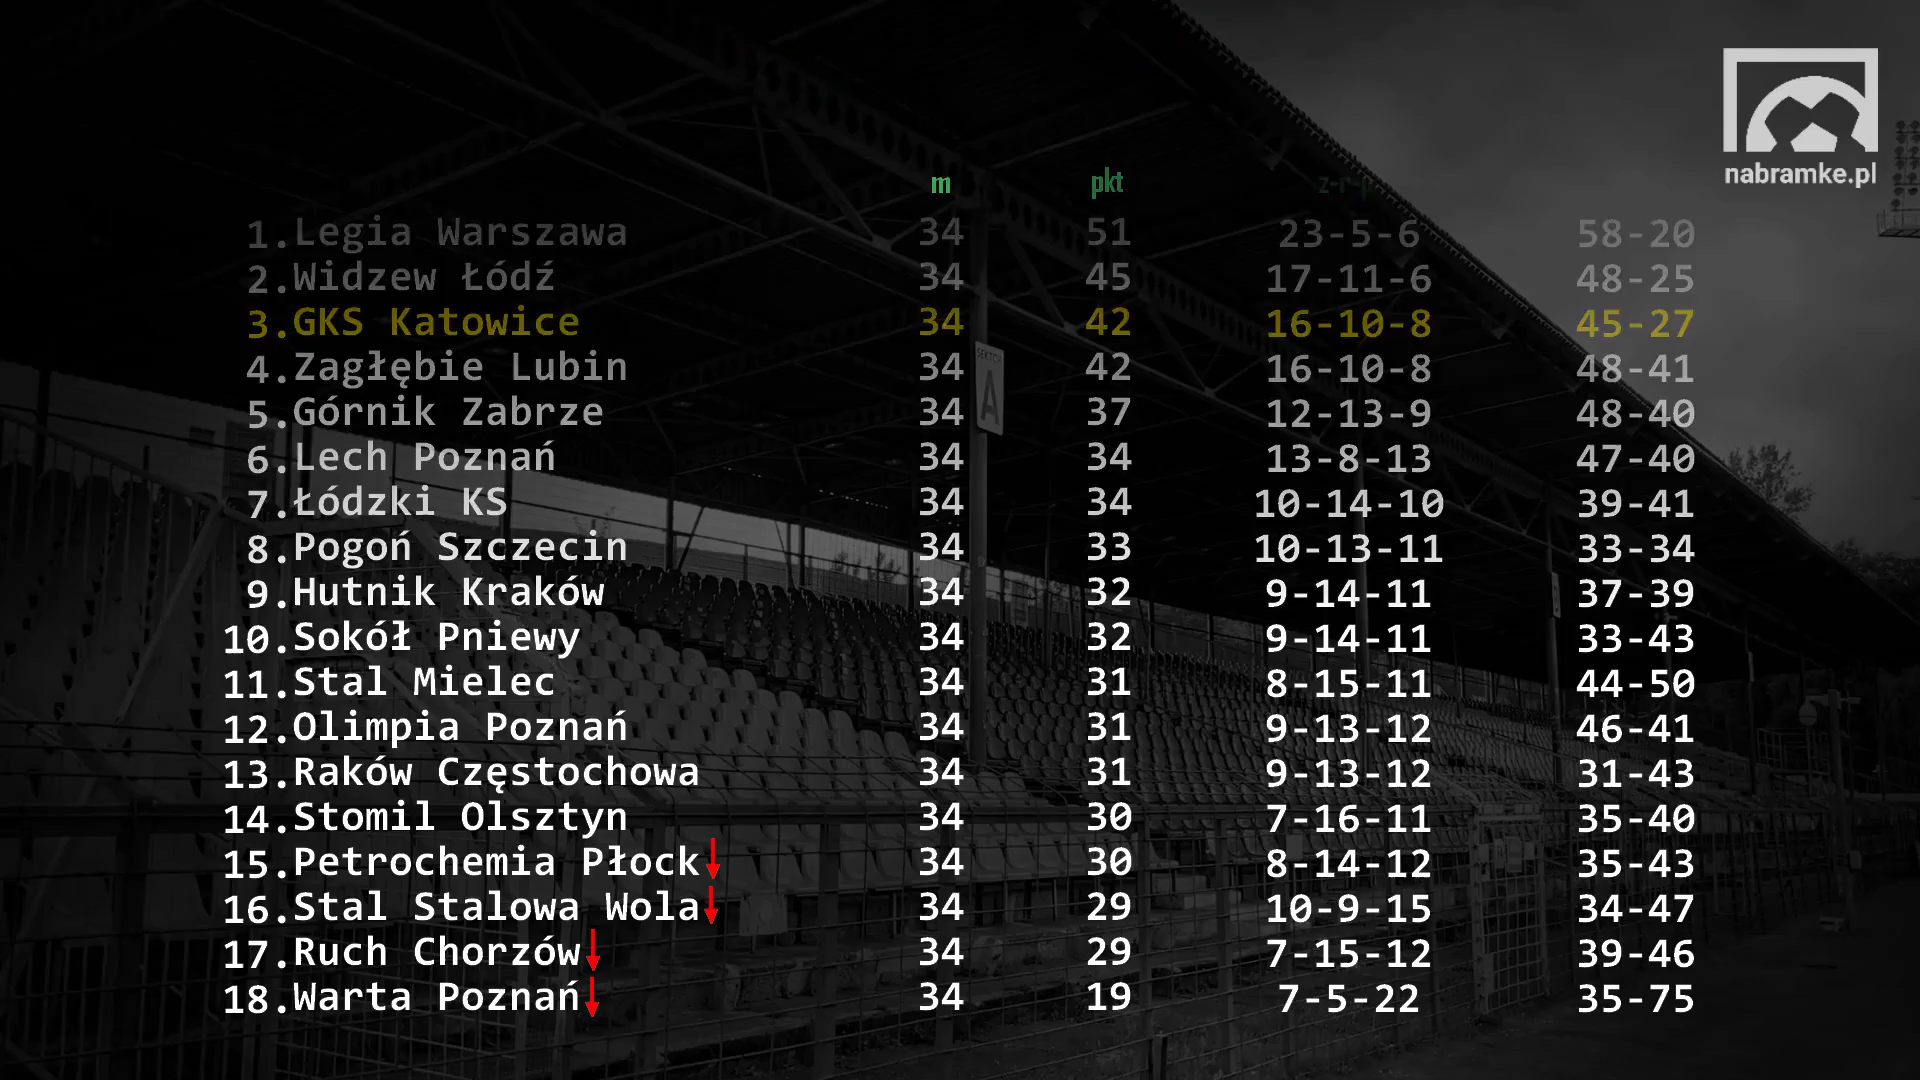 nabramke.pl
m pkt z-r-p
1. Legia Warszawa 34 51 23-5-6 58-20
2. Widzew Łódź 34 45 17-11-6 48-25
3. GKS Katowice 34 42 16-10-8 45-27
4. Zagłębie Lubin 34 42 16-10-8 48-41
5. Górnik Zabrze 34 37 12-13-9 48-40
6. Lech Poznań 34 34 13-8-13 47-40
7. Łódzki KS 34 34 10-14-10 39-41
8. Pogoń Szczecin 34 33 10-13-11 33-34
9. Hutnik Kraków 34 32 9-14-11 37-39
10. Sokół Pniewy 34 32 9-14-11 33-43
11. Stal Mielec 34 31 8-15-11 44-50
12. Olimpia Poznań 34 31 9-13-12 46-41
13. Raków Częstochowa 34 31 9-13-12 31-43
14. Stomil Olsztyn 34 30 7-16-11 35-40
15. Petrochemia Płock 34 30 8-14-12 35-43
16. Stal Stalowa Wola 34 29 10-9-15 34-47
17. Ruch Chorzów 34 29 7-15-12 39-46
18. Warta Poznań 34 19 7-5-22 35-75
SEKTOR
A